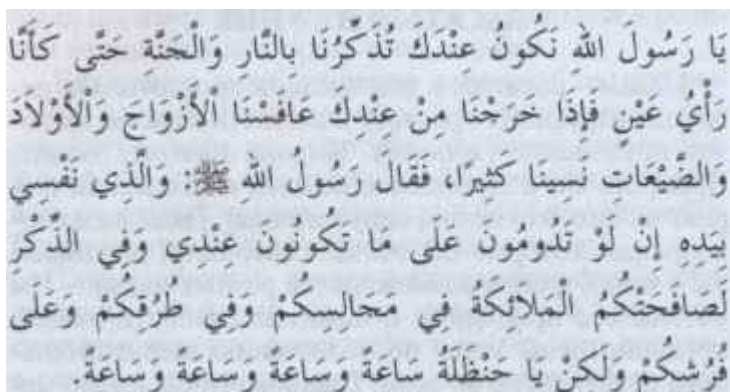 يَا رَسُولَ اللهِ نَكُونُ عِنْدَكَ تُذَكِّرُنَا بِالنَّارِ وَالْجَنَّةِ حَتَّى كَأَنَّا
رَأْيُ عَيْنٍ فَإِذَا خَرَجْنَا مِنْ عِنْدِكَ عَافَسْنَا الْأَزْوَاجَ وَالْأَوْلَادَ
وَالضَّيْعَاتِ نَسِينَا كَثِيرًا، فَقَالَ رَسُولُ اللهِ ﷺ: وَالَّذِي نَفْسِي
بِيَدِهِ إِنْ لَوْ تَدُومُونَ عَلَى مَا تَكُونُونَ عِنْدِي وَفِي الذِّكْرِ
لَصَافَحَتْكُمُ الْمَلَائِكَةُ فِي مَجَالِسِكُمْ وَفِي طُرُقِكُمْ وَعَلَى
فُرُشِكُمْ وَلَكِنْ يَا حَنْظَلَةُ سَاعَةً وَسَاعَةً وَسَاعَةً وَسَاعَةً.